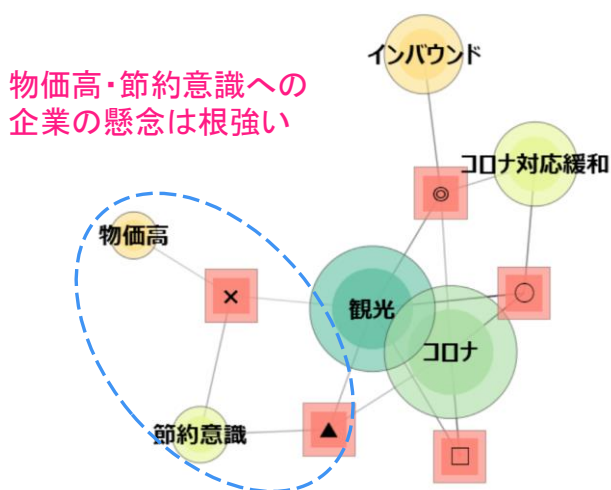 インバウンド
物価高・節約意識への
企業の懸念は根強い
コロナ対応緩和
◎
物価高
×
観光
○
コロナ
節約意識
▲
□